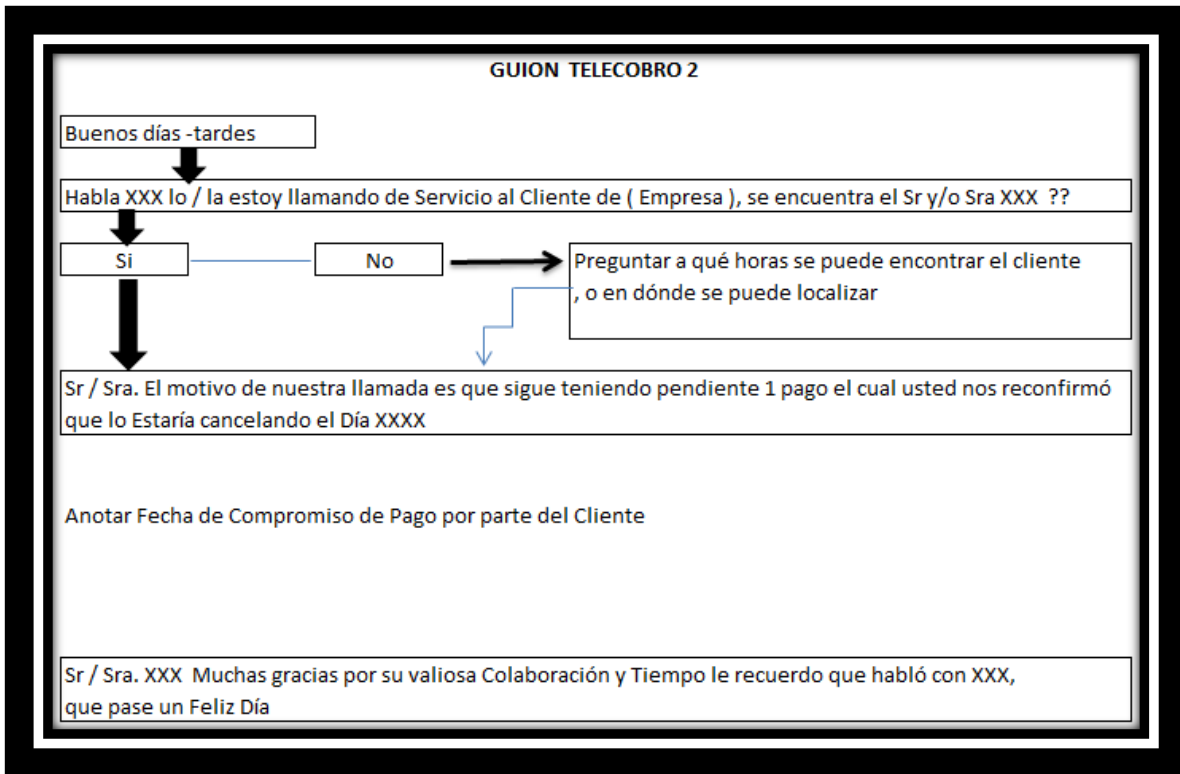 GUION TELECOBRO 2
Buenos días -tardes
Habla XXX lo / la estoy llamando de Servicio al Cliente de ( Empresa ), se encuentra el Sr y/o Sra XXX ??
Si
No
Preguntar a qué horas se puede encontrar el cliente
, o en dónde se puede localizar
Sr / Sra. El motivo de nuestra llamada es que sigue teniendo pendiente 1 pago el cual usted nos reconfirmó
que lo Estaría cancelando el Día XXXX
Anotar Fecha de Compromiso de Pago por parte del Cliente
Sr / Sra. XXX Muchas gracias por su valiosa Colaboración y Tiempo le recuerdo que habló con XXX,
que pase un Feliz Día